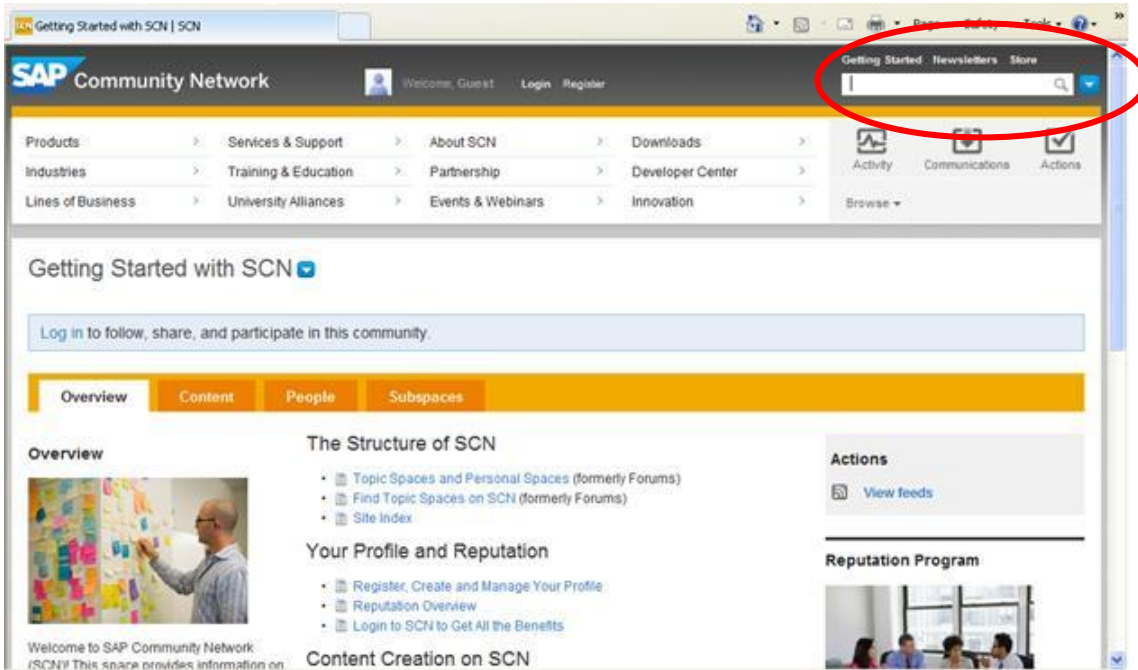 Getting Started with SCN | SCN
Getting Started Newsletters Store
SAP Community Network
Welcome, Guest Login Register
Products Services & Support About SCN Downloads
Industries Training & Education Partnership Developer Center
Lines of Business University Alliances Events & Webinars Innovation
Activity Communications Actions
Browse
Getting Started with SCN
Log in to follow, share, and participate in this community.
Overview Content People Subspaces
Overview
Welcome to SAP Community Network
(SCN)! This space provides information on
The Structure of SCN
Topic Spaces and Personal Spaces (formerly Forums)
Find Topic Spaces on SCN (formerly Forums)
Site Index
Your Profile and Reputation
Register, Create and Manage Your Profile
Reputation Overview
Login to SCN to Get All the Benefits
Content Creation on SCN
Actions
View feeds
Reputation Program